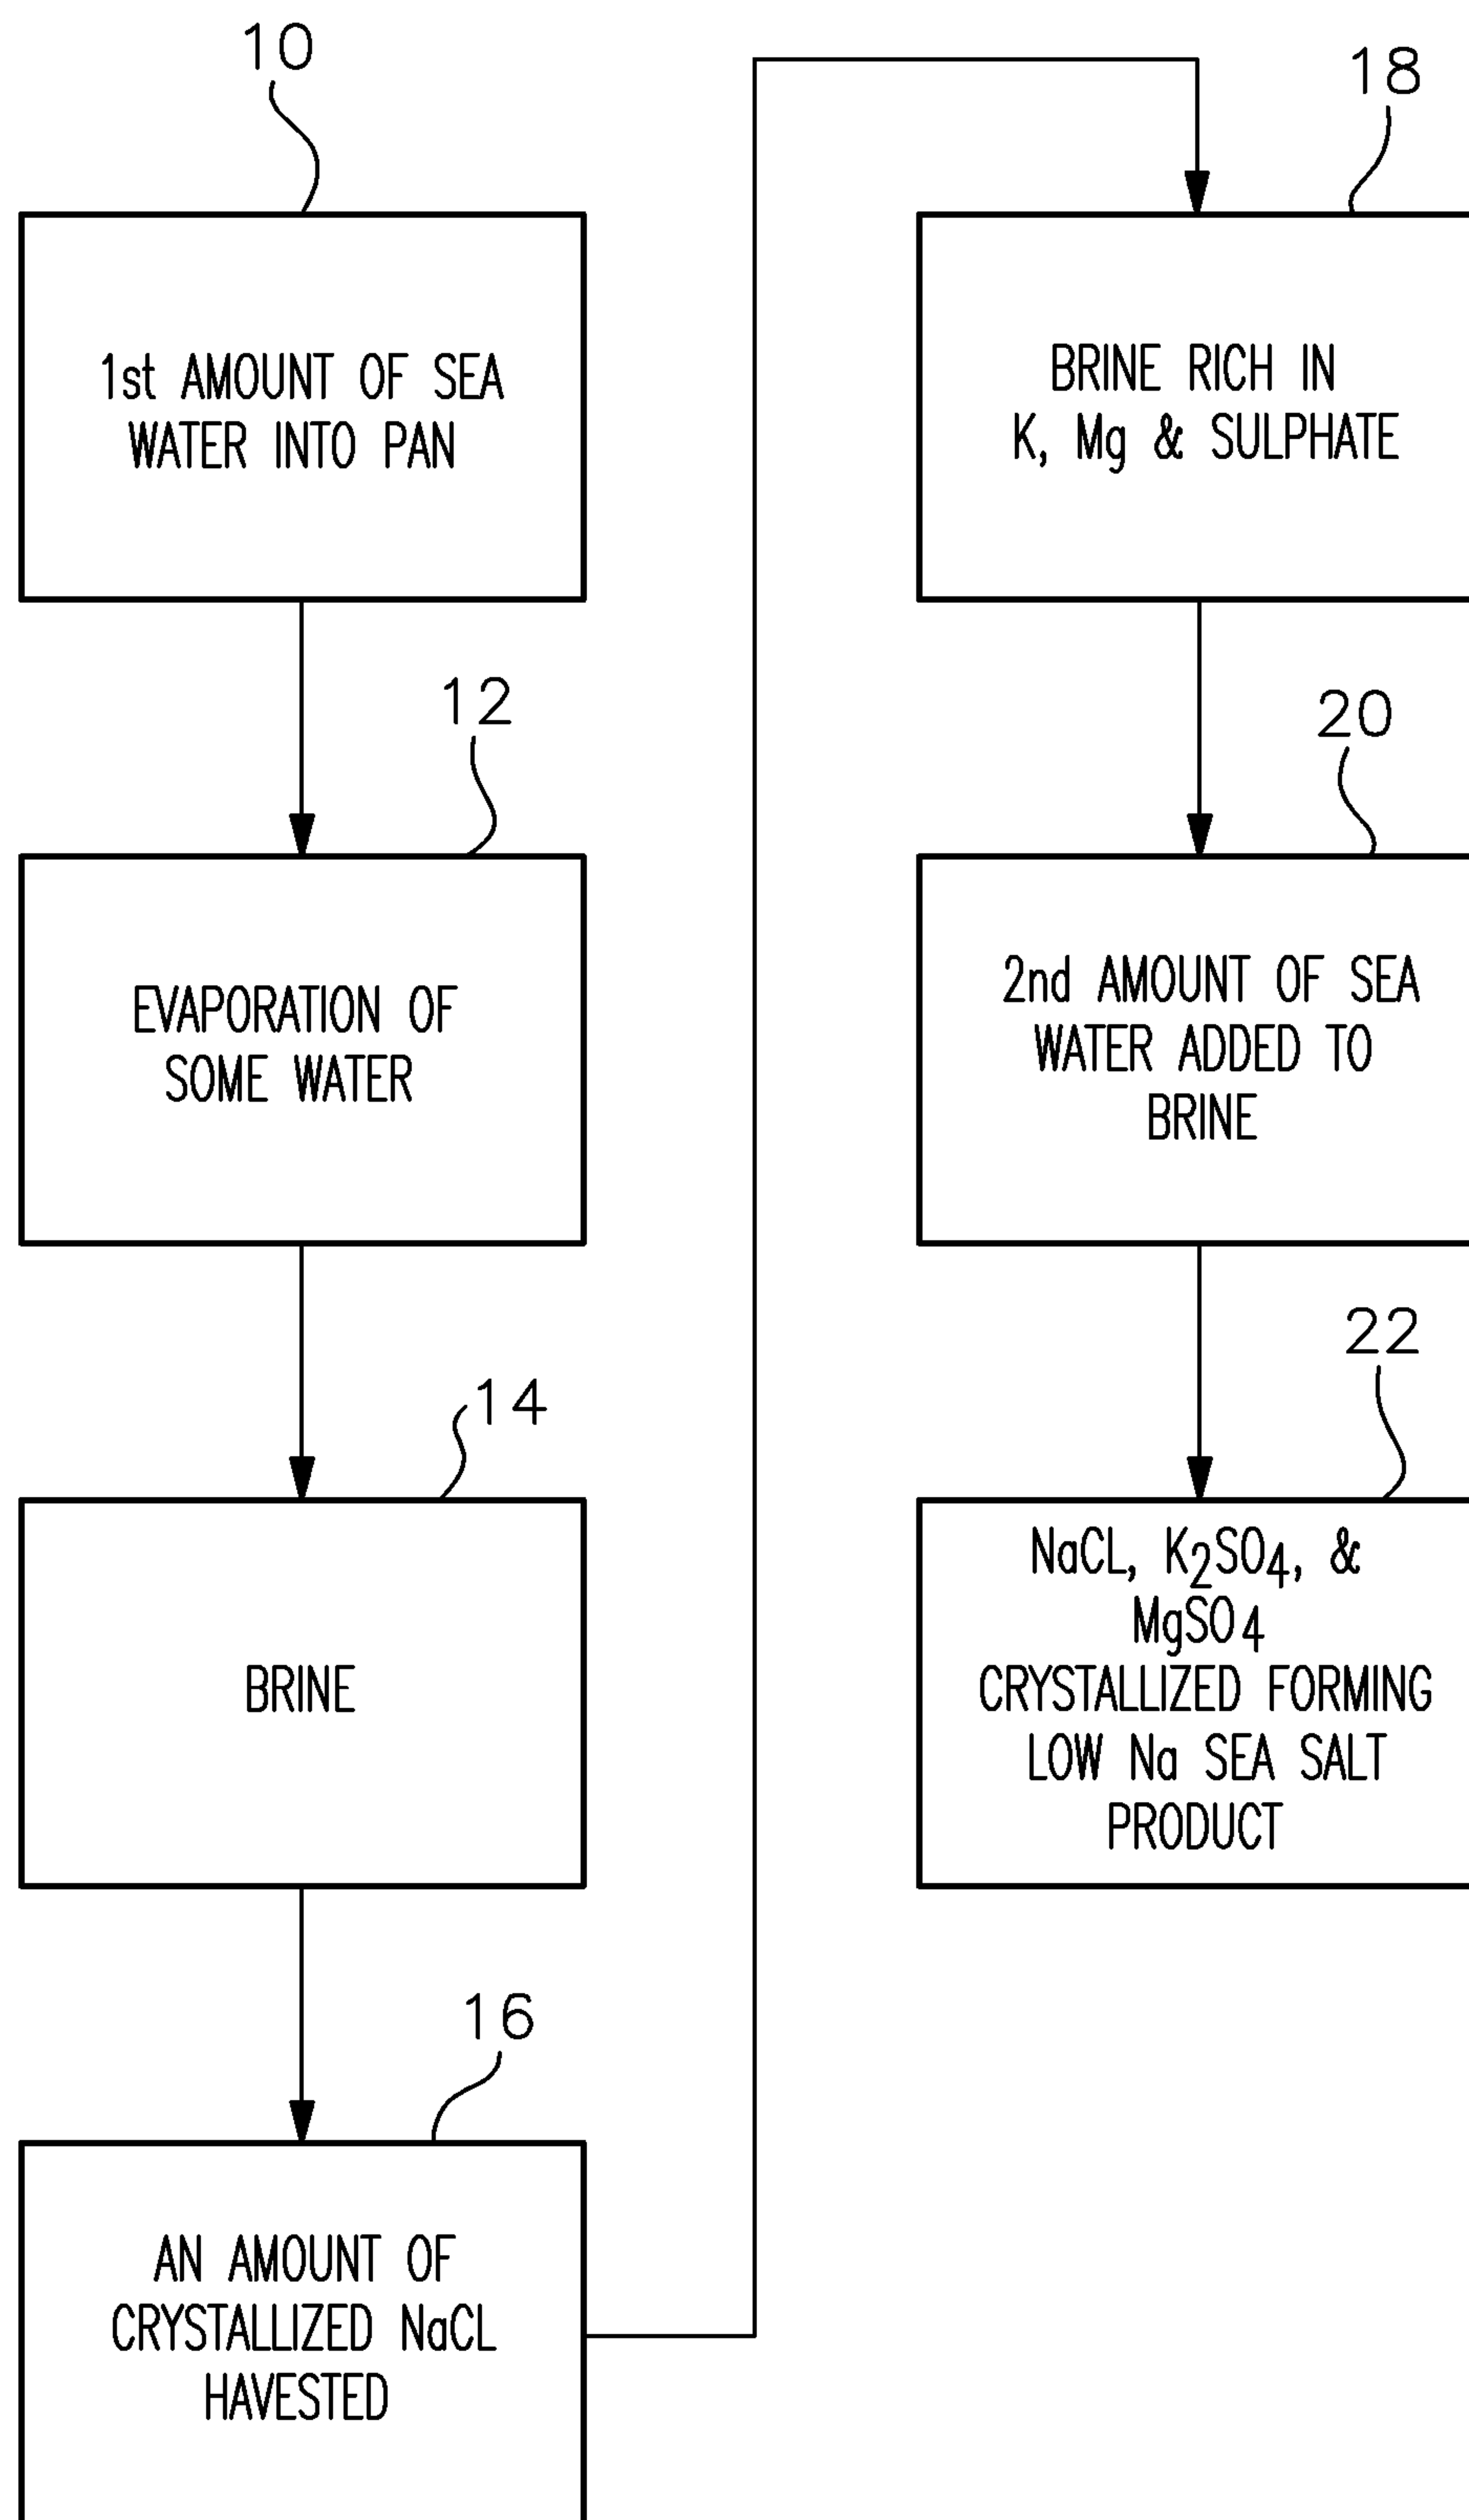 10
1st AMOUNT OF SEA
WATER INTO PAN
12
EVAPORATION OF
SOME WATER
14
BRINE
16
AN AMOUNT OF
CRYSTALLIZED NaCL
HAVESTED
18
BRINE RICH IN
K, Mg & SULPHATE
20
2nd AMOUNT OF SEA
WATER ADDED TO
BRINE
22
NaCL, K₂SO₄, &
MgSO₄
CRYSTALLIZED FORMING
LOW Na SEA SALT
PRODUCT